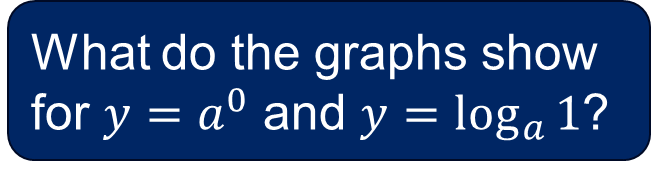 What do the graphs show
for y = a⁰ and y = logₐ 1?